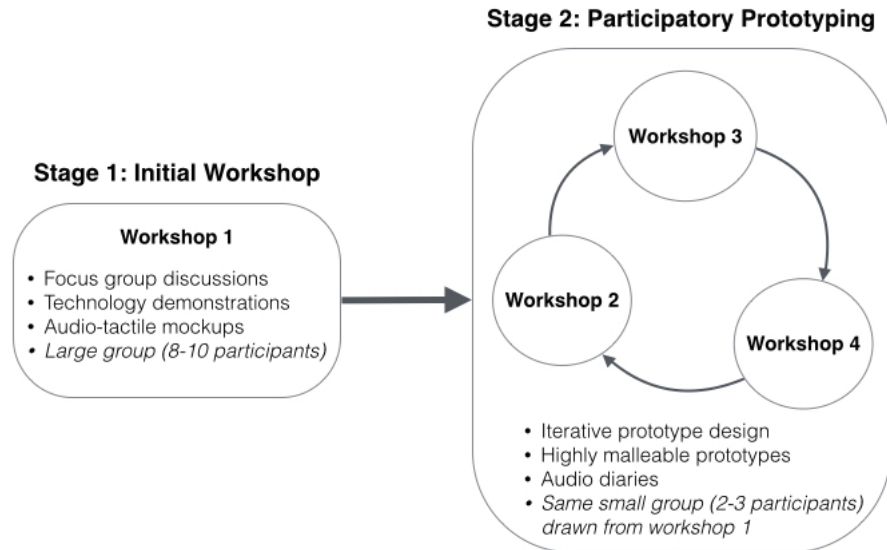 Stage 1: Initial Workshop
Workshop 1
• Focus group discussions
• Technology demonstrations
• Audio-tactile mockups
• Large group (8-10 participants)
Stage 2: Participatory Prototyping
Workshop 3
Workshop 2
Workshop 4
• Iterative prototype design
• Highly malleable prototypes
• Audio diaries
• Same small group (2-3 participants)
drawn from workshop 1